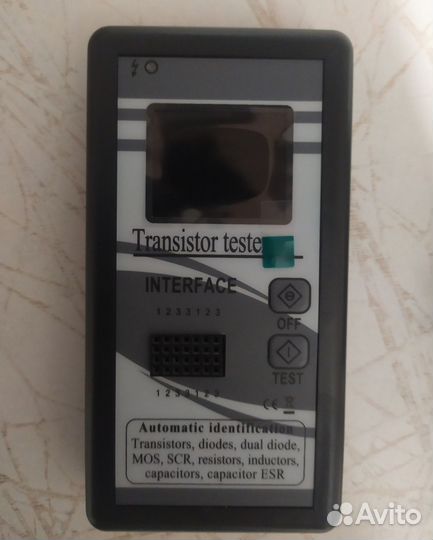 Transistor teste
INTERFACE
1 2 3 3 1 2 3
OFF
TEST
1 2 3 3 1 2 3
CE
Automatic identification
Transistors, diodes, dual diode,
MOS, SCR, resistors, inductors,
capacitors, capacitor ESR
Avito